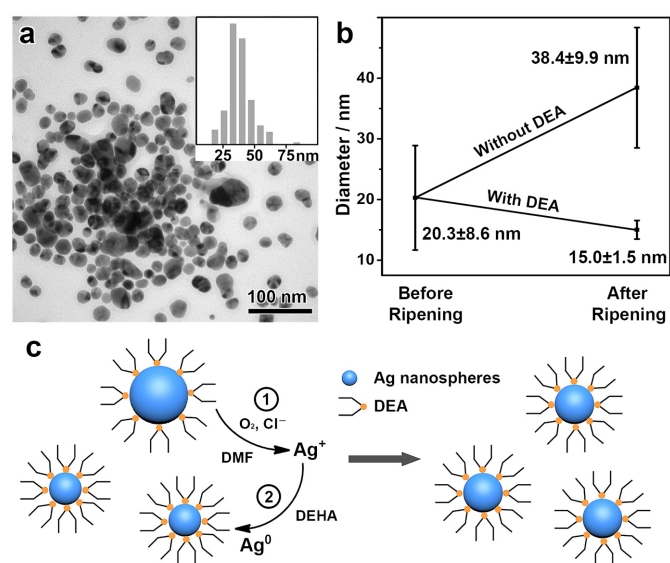 a
25 50 75nm
100 nm
b
Diameter / nm
40
30
20
10
38.4±9.9 nm
Without DEA
With DEA
20.3±8.6 nm
15.0±1.5 nm
Before
Ripening
After
Ripening
c
1
O₂, Cl⁻
DMF
Ag⁺
2
DEHA
Ag⁰
Ag nanospheres
DEA